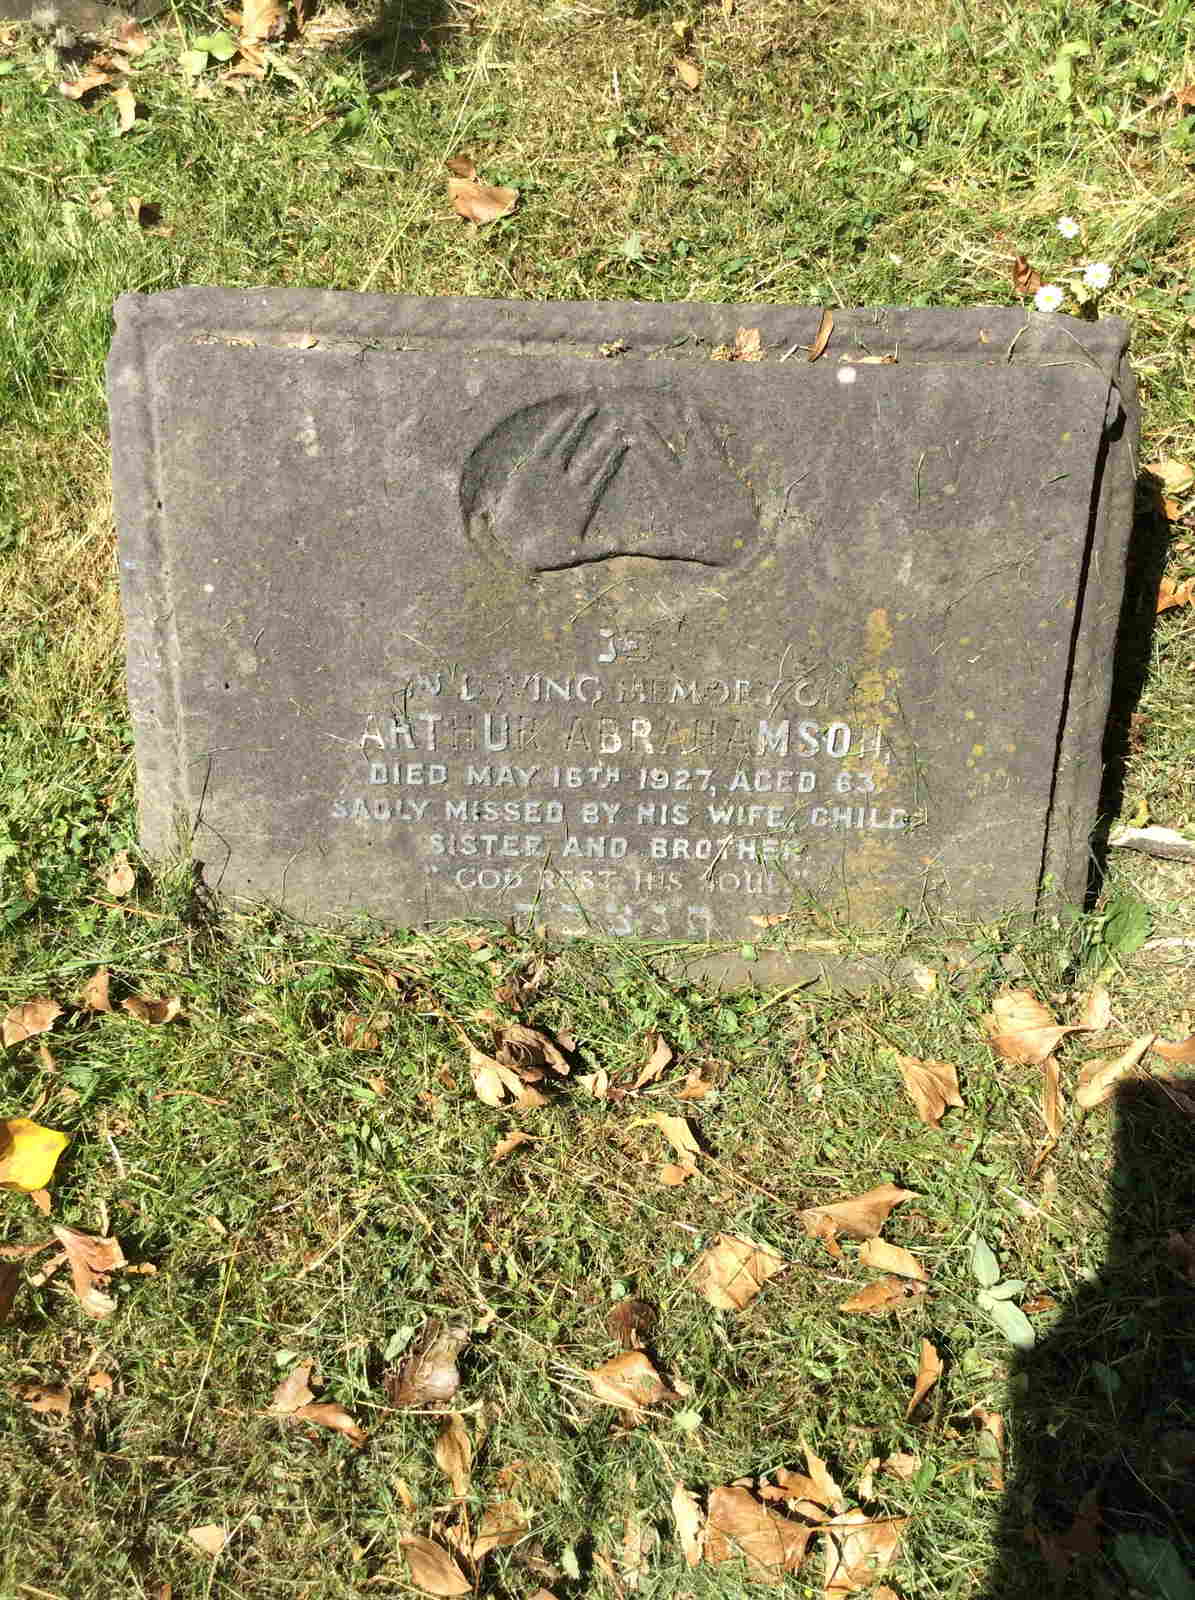 פנ
IN LOVING MEMORY OF
ARTHUR ABRAHAMSON,
DIED MAY 16TH 1927, AGED 63.
SADLY MISSED BY HIS WIFE, CHILD,
SISTER AND BROTHER.
"GOD REST HIS SOUL"
ת נ צ ב ה